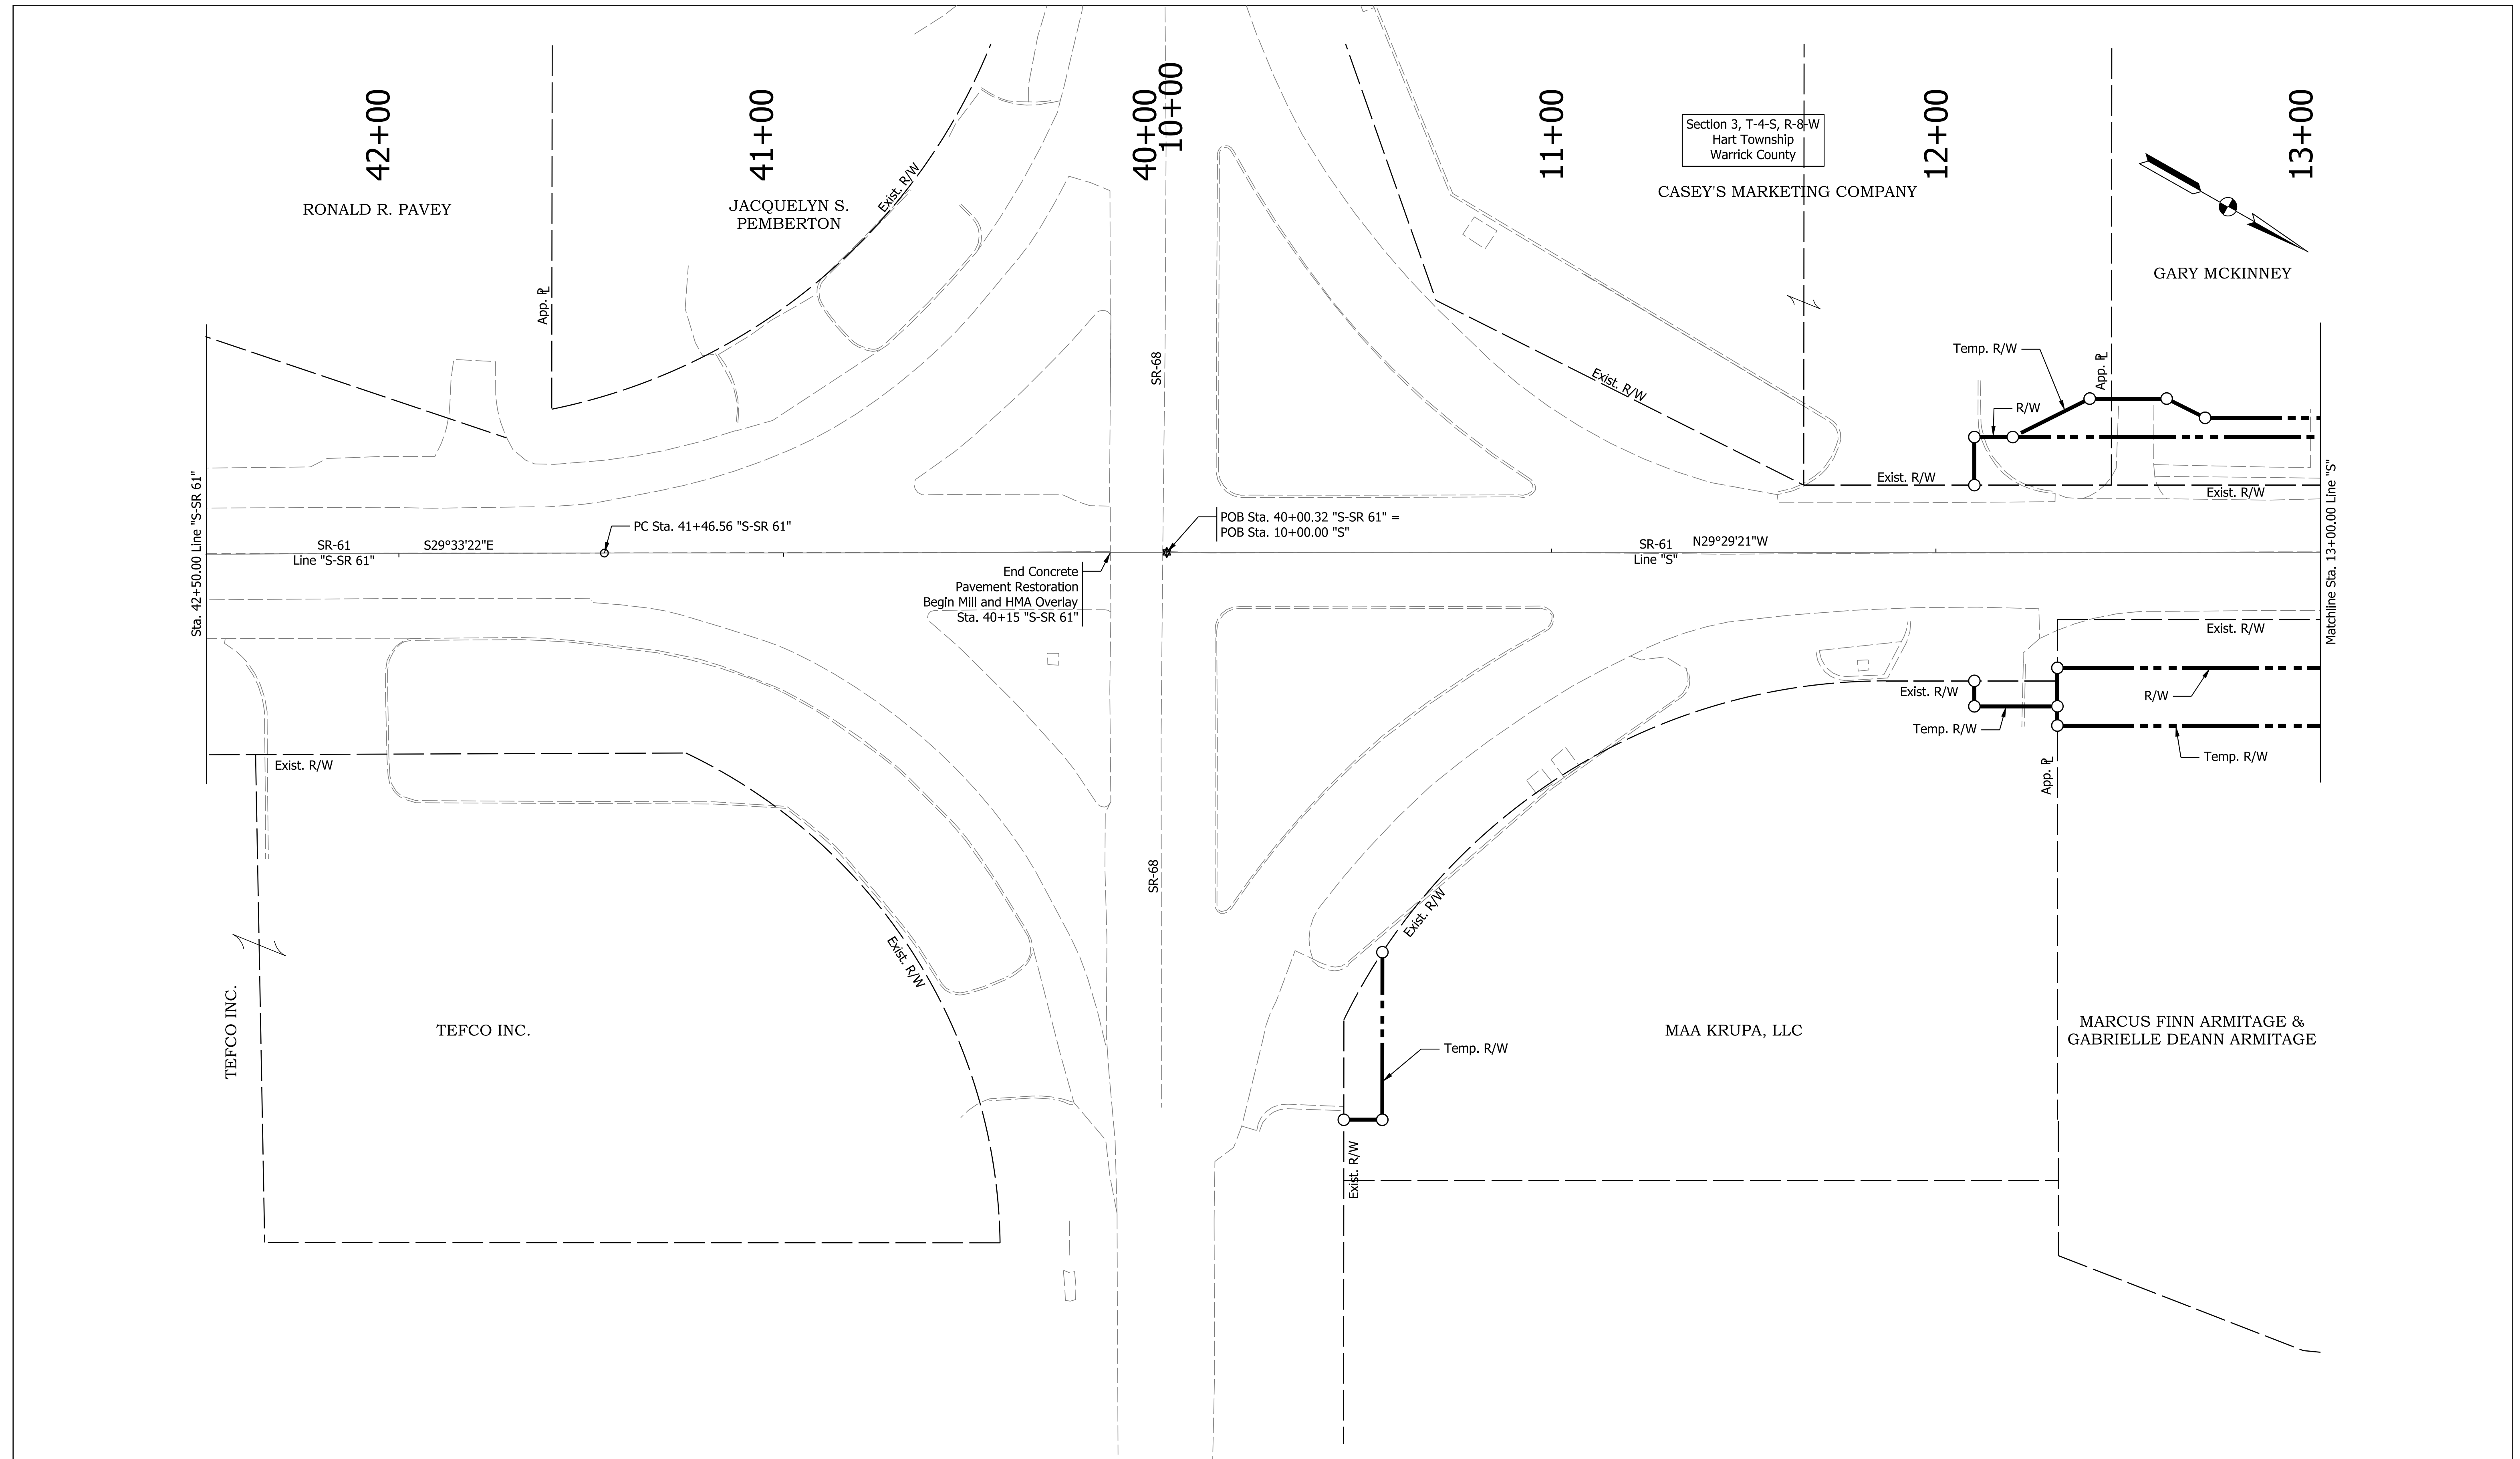 42+00
41+00
40+00
10+00
11+00
12+00
13+00
Section 3, T-4-S, R-8-W
Hart Township
Warrick County
RONALD R. PAVEY
JACQUELYN S.
PEMBERTON
Exist. R/W
CASEY'S MARKETING COMPANY
GARY MCKINNEY
App. PL
SR-68
Exist. R/W
Temp. R/W
App. PL
R/W
Exist. R/W
Exist. R/W
Sta. 42+50.00 Line "S-SR 61"
SR-61
Line "S-SR 61"
S29°33'22"E
PC Sta. 41+46.56 "S-SR 61"
POB Sta. 40+00.32 "S-SR 61" =
POB Sta. 10+00.00 "S"
SR-61
Line "S"
N29°29'21"W
Matchline Sta. 13+00.00 Line "S"
End Concrete
Pavement Restoration
Begin Mill and HMA Overlay
Sta. 40+15 "S-SR 61"
Exist. R/W
Exist. R/W
R/W
Temp. R/W
Temp. R/W
App. PL
Exist. R/W
SR-68
Exist. R/W
Exist. R/W
TEFCO INC.
TEFCO INC.
MAA KRUPA, LLC
MARCUS FINN ARMITAGE &
GABRIELLE DEANN ARMITAGE
Temp. R/W
Exist. R/W